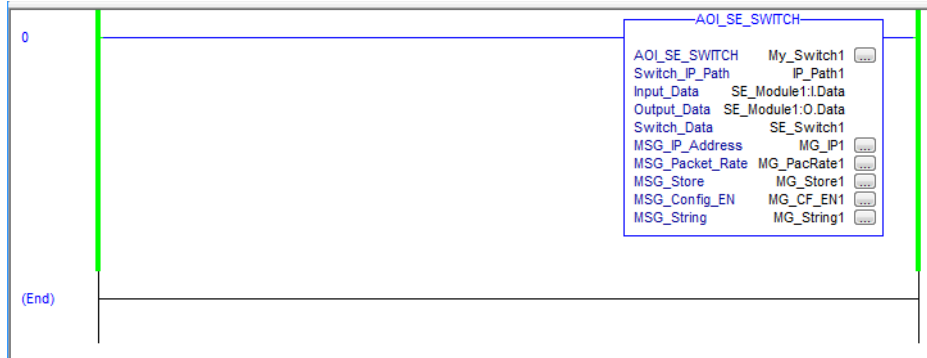 AOI_SE_SWITCH
0
AOI_SE_SWITCH My_Switch1 ...
Switch_IP_Path IP_Path1
Input_Data SE_Module1:I.Data
Output_Data SE_Module1:O.Data
Switch_Data SE_Switch1
MSG_IP_Address MG_IP1 ...
MSG_Packet_Rate MG_PacRate1 ...
MSG_Store MG_Store1 ...
MSG_Config_EN MG_CF_EN1 ...
MSG_String MG_String1 ...
(End)